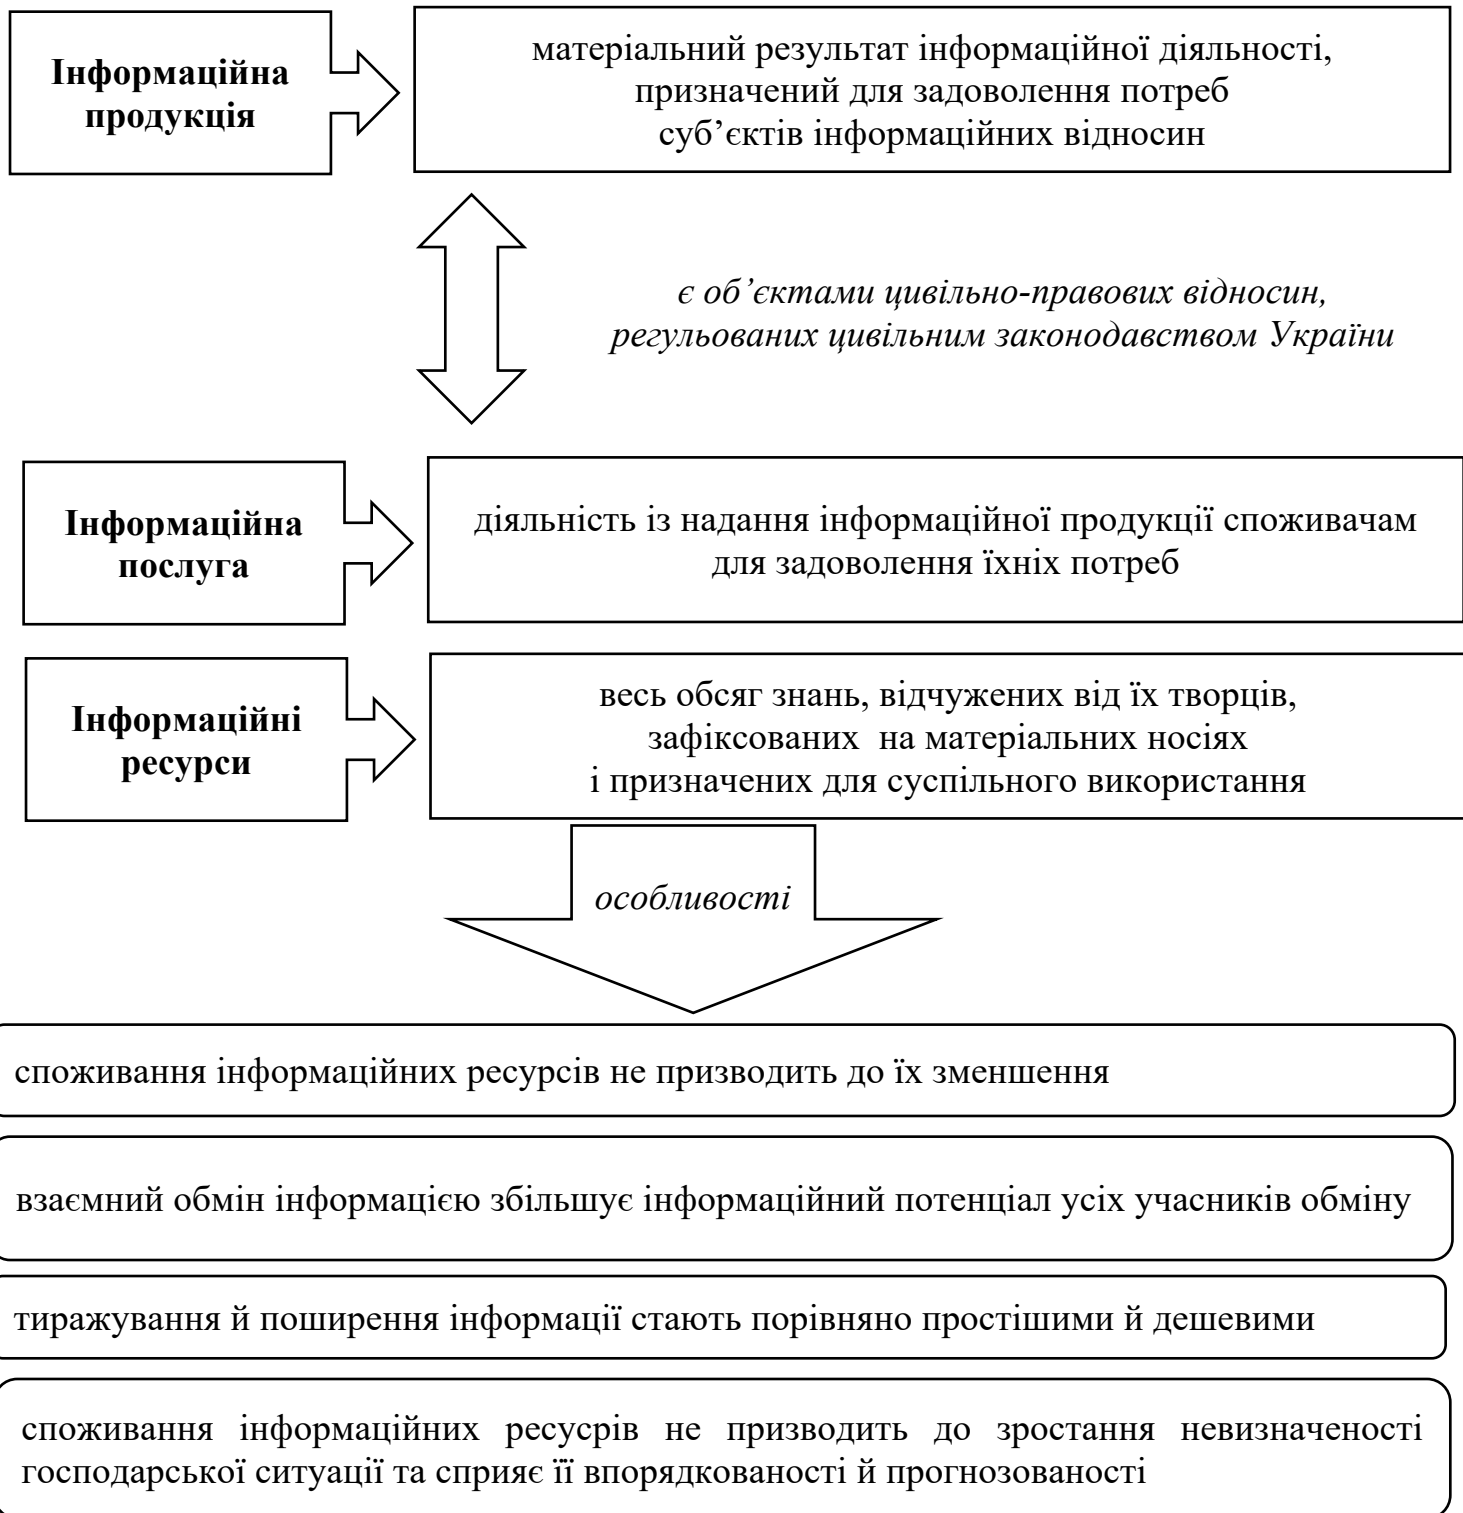 Інформаційна
продукція
матеріальний результат інформаційної діяльності,
призначений для задоволення потреб
суб’єктів інформаційних відносин
є об’єктами цивільно-правових відносин,
регульованих цивільним законодавством України
Інформаційна
послуга
діяльність із надання інформаційної продукції споживачам
для задоволення їхніх потреб
Інформаційні
ресурси
весь обсяг знань, відчужених від їх творців,
зафіксованих на матеріальних носіях
і призначених для суспільного використання
особливості
споживання інформаційних ресурсів не призводить до їх зменшення
взаємний обмін інформацією збільшує інформаційний потенціал усіх учасників обміну
тиражування й поширення інформації стають порівняно простішими й дешевими
споживання інформаційних ресусрів не призводить до зростання невизначеності
господарської ситуації та сприяє її впорядкованості й прогнозованості